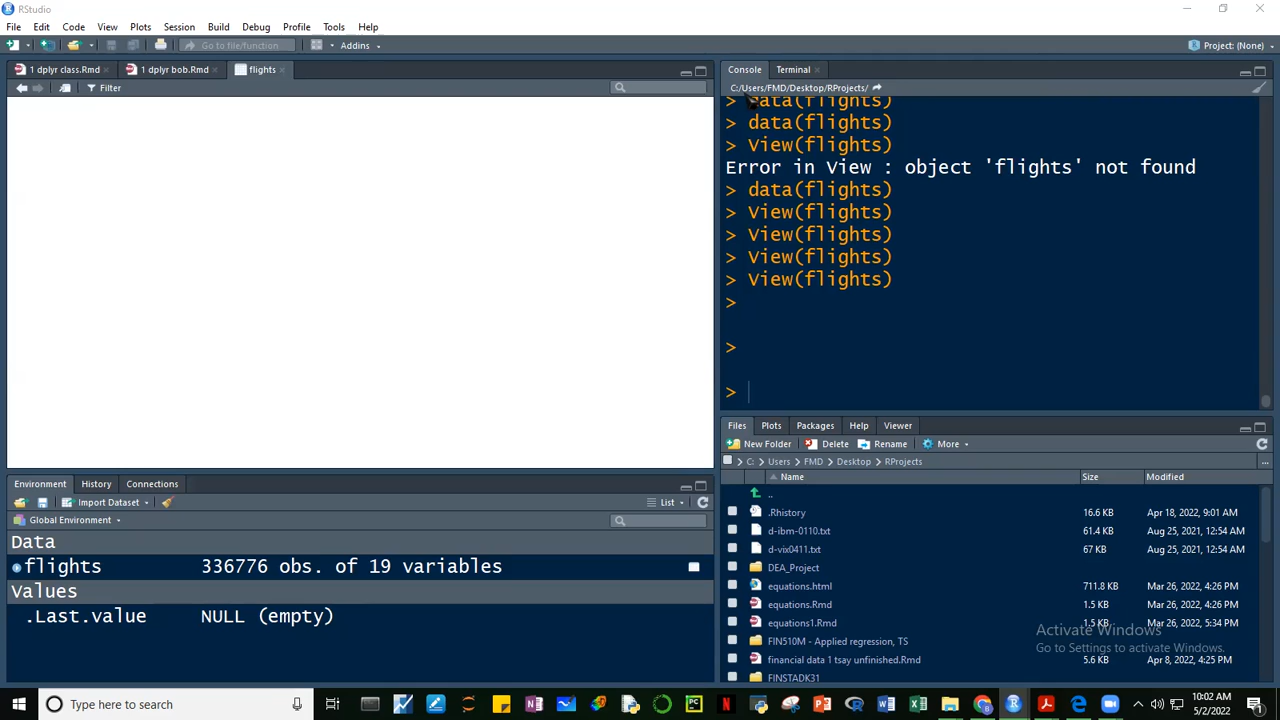 RStudio
File Edit Code View Plots Session Build Debug Profile Tools Help
Go to file/function Addins Project: (None)
1 dplyr class.Rmd 1 dplyr bob.Rmd flights
Filter
Console Terminal
C:/Users/FMD/Desktop/RProjects/
> data(flights)
> data(flights)
> View(flights)
Error in View : object 'flights' not found
> data(flights)
> View(flights)
> View(flights)
> View(flights)
> View(flights)
>
>
>
Environment History Connections
Import Dataset List
Global Environment
Data
flights 336776 obs. of 19 variables
Values
.Last.value NULL (empty)
Files Plots Packages Help Viewer
New Folder Delete Rename More
C: Users FMD Desktop RProjects ...
Name Size Modified
..
.Rhistory 16.6 KB Apr 18, 2022, 9:01 AM
d-ibm-0110.txt 61.4 KB Aug 25, 2021, 12:54 AM
d-vix0411.txt 67 KB Aug 25, 2021, 12:54 AM
DEA_Project
equations.html 711.8 KB Mar 26, 2022, 4:26 PM
equations.Rmd 1.5 KB Mar 26, 2022, 4:26 PM
equations1.Rmd 1.5 KB Mar 26, 2022, 5:34 PM
FIN510M - Applied regression, TS
financial data 1 tsay unfinished.Rmd 5.6 KB Apr 8, 2022, 4:25 PM
FINSTADK31
Activate Windows
Go to Settings to activate Windows.
Type here to search
10:02 AM
5/2/2022